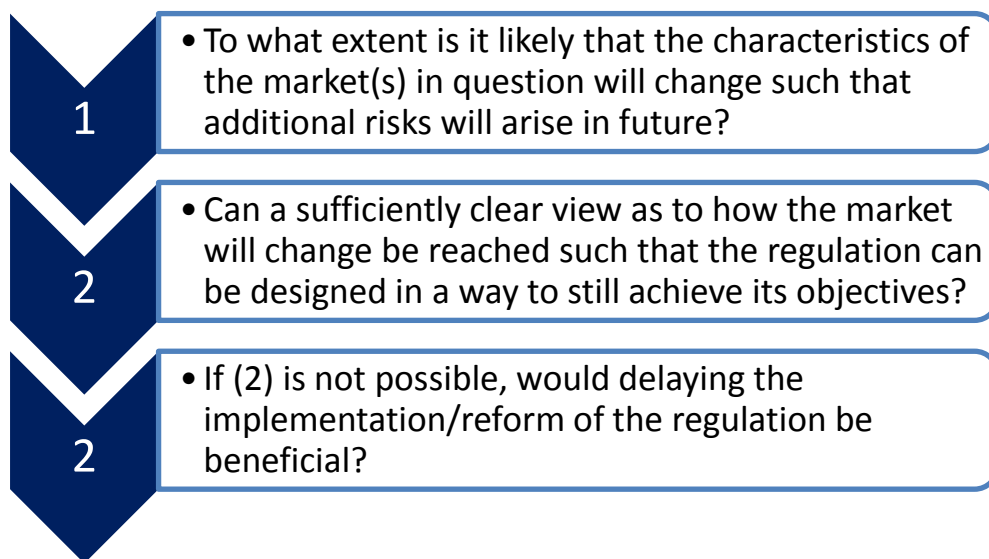 1
• To what extent is it likely that the characteristics of
the market(s) in question will change such that
additional risks will arise in future?
2
• Can a sufficiently clear view as to how the market
will change be reached such that the regulation can
be designed in a way to still achieve its objectives?
2
• If (2) is not possible, would delaying the
implementation/reform of the regulation be
beneficial?